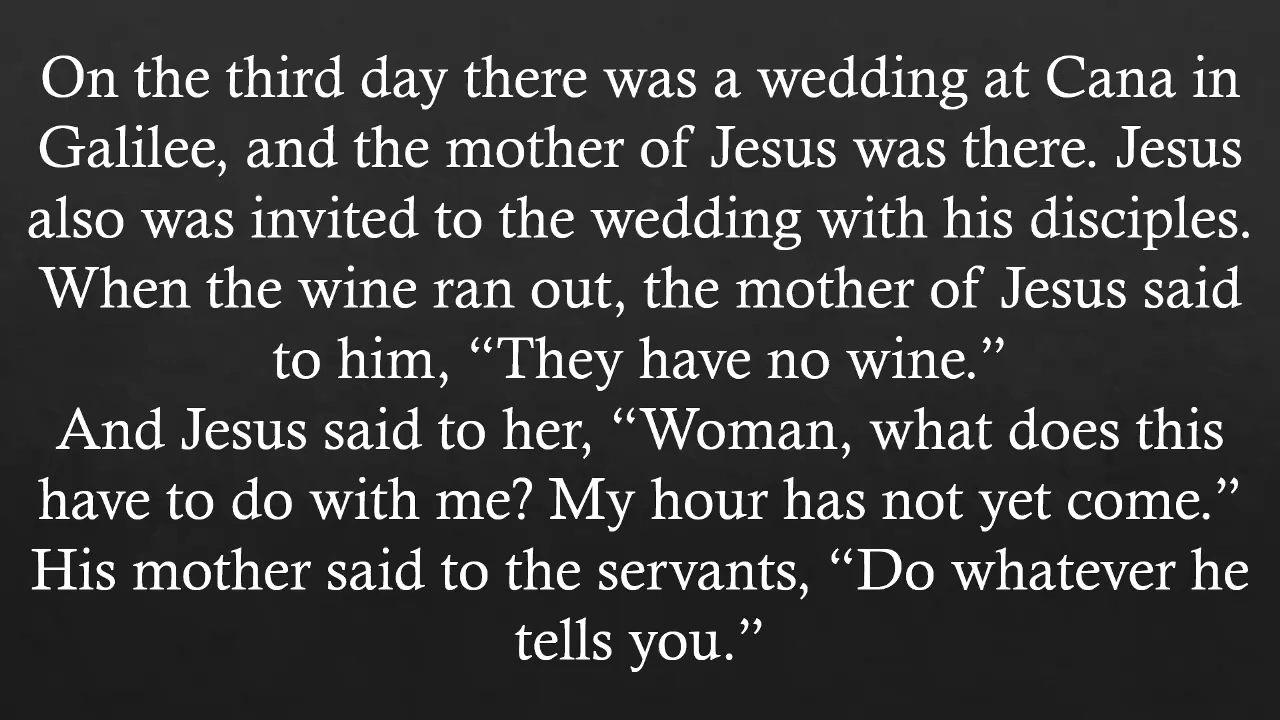 On the third day there was a wedding at Cana in
Galilee, and the mother of Jesus was there. Jesus
also was invited to the wedding with his disciples.
When the wine ran out, the mother of Jesus said
to him, “They have no wine.”
And Jesus said to her, “Woman, what does this
have to do with me? My hour has not yet come.”
His mother said to the servants, “Do whatever he
tells you.”